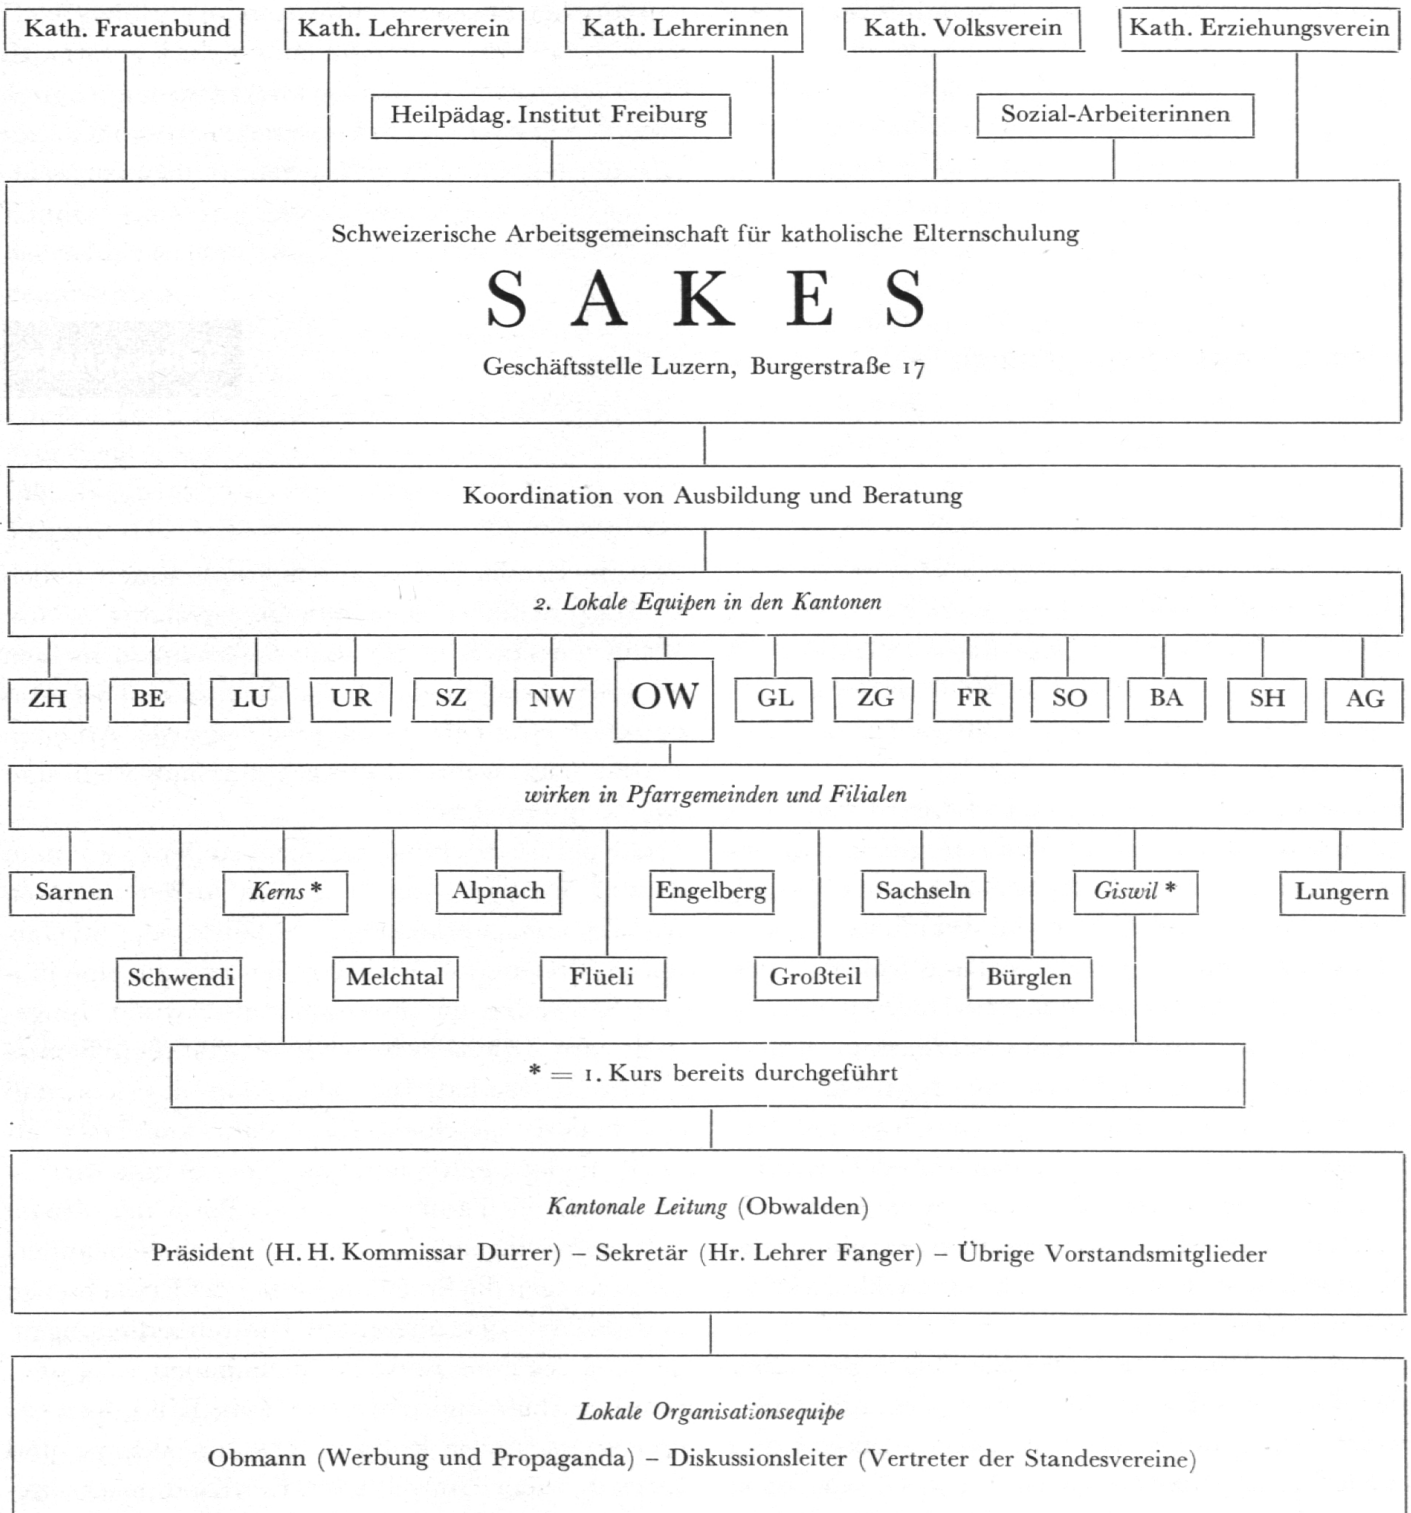 Kath. Frauenbund
Kath. Lehrerverein
Kath. Lehrerinnen
Kath. Volksverein
Kath. Erziehungsverein
Heilpädag. Institut Freiburg
Sozial-Arbeiterinnen
Schweizerische Arbeitsgemeinschaft für katholische Elternschulung
S A K E S
Geschäftsstelle Luzern, Burgerstraße 17
Koordination von Ausbildung und Beratung
2. Lokale Equipen in den Kantonen
ZH
BE
LU
UR
SZ
NW
OW
GL
ZG
FR
SO
BA
SH
AG
wirken in Pfarrgemeinden und Filialen
Sarnen
Kerns *
Alpnach
Engelberg
Sachseln
Giswil *
Lungern
Schwendi
Melchtal
Flüeli
Großteil
Bürglen
* = 1. Kurs bereits durchgeführt
Kantonale Leitung (Obwalden)
Präsident (H. H. Kommissar Durrer) – Sekretär (Hr. Lehrer Fanger) – Übrige Vorstandsmitglieder
Lokale Organisationsequipe
Obmann (Werbung und Propaganda) – Diskussionsleiter (Vertreter der Standesvereine)